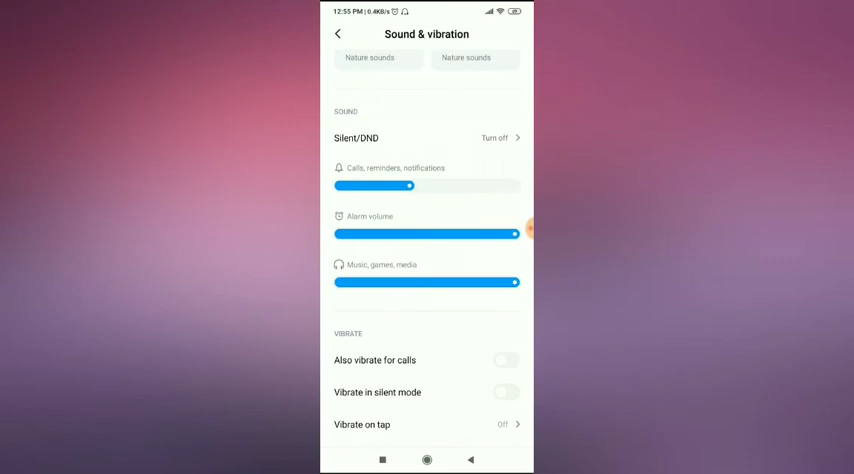 12:55 PM | 0.4KB/s
Sound & vibration
Nature sounds
Nature sounds
SOUND
Silent/DND
Turn off
Calls, reminders, notifications
Alarm volume
Music, games, media
VIBRATE
Also vibrate for calls
Vibrate in silent mode
Vibrate on tap
Off